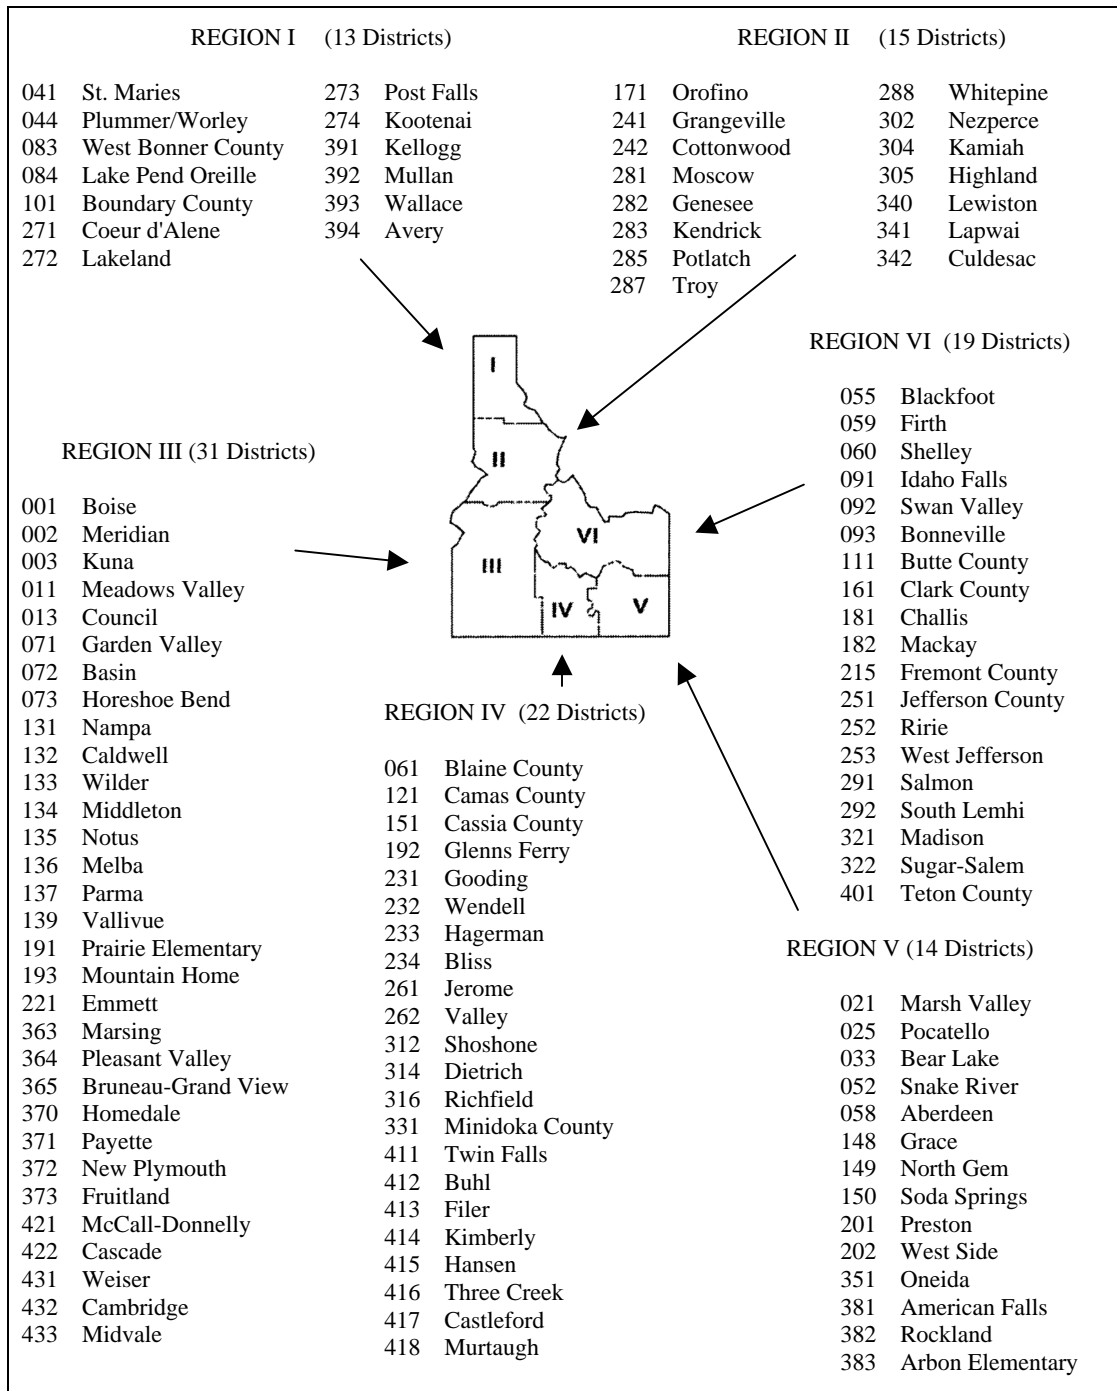 REGION I (13 Districts)
041 St. Maries
044 Plummer/Worley
083 West Bonner County
084 Lake Pend Oreille
101 Boundary County
271 Coeur d'Alene
272 Lakeland
273 Post Falls
274 Kootenai
391 Kellogg
392 Mullan
393 Wallace
394 Avery
REGION II (15 Districts)
171 Orofino
241 Grangeville
242 Cottonwood
281 Moscow
282 Genesee
283 Kendrick
285 Potlatch
287 Troy
288 Whitepine
302 Nezperce
304 Kamiah
305 Highland
340 Lewiston
341 Lapwai
342 Culdesac
I
II
III
IV
V
VI
REGION III (31 Districts)
001 Boise
002 Meridian
003 Kuna
011 Meadows Valley
013 Council
071 Garden Valley
072 Basin
073 Horeshoe Bend
131 Nampa
132 Caldwell
133 Wilder
134 Middleton
135 Notus
136 Melba
137 Parma
139 Vallivue
191 Prairie Elementary
193 Mountain Home
221 Emmett
363 Marsing
364 Pleasant Valley
365 Bruneau-Grand View
370 Homedale
371 Payette
372 New Plymouth
373 Fruitland
421 McCall-Donnelly
422 Cascade
431 Weiser
432 Cambridge
433 Midvale
REGION IV (22 Districts)
061 Blaine County
121 Camas County
151 Cassia County
192 Glenns Ferry
231 Gooding
232 Wendell
233 Hagerman
234 Bliss
261 Jerome
262 Valley
312 Shoshone
314 Dietrich
316 Richfield
331 Minidoka County
411 Twin Falls
412 Buhl
413 Filer
414 Kimberly
415 Hansen
416 Three Creek
417 Castleford
418 Murtaugh
REGION VI (19 Districts)
055 Blackfoot
059 Firth
060 Shelley
091 Idaho Falls
092 Swan Valley
093 Bonneville
111 Butte County
161 Clark County
181 Challis
182 Mackay
215 Fremont County
251 Jefferson County
252 Ririe
253 West Jefferson
291 Salmon
292 South Lemhi
321 Madison
322 Sugar-Salem
401 Teton County
REGION V (14 Districts)
021 Marsh Valley
025 Pocatello
033 Bear Lake
052 Snake River
058 Aberdeen
148 Grace
149 North Gem
150 Soda Springs
201 Preston
202 West Side
351 Oneida
381 American Falls
382 Rockland
383 Arbon Elementary